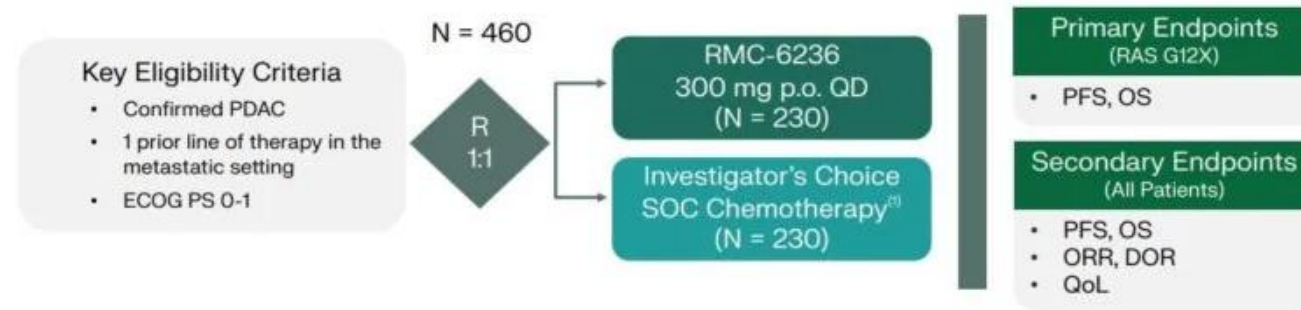 N = 460
Key Eligibility Criteria
• Confirmed PDAC
• 1 prior line of therapy in the
metastatic setting
• ECOG PS 0-1
R
1:1
RMC-6236
300 mg p.o. QD
(N = 230)
Investigator's Choice
SOC Chemotherapy(1)
(N = 230)
Primary Endpoints
(RAS G12X)
• PFS, OS
Secondary Endpoints
(All Patients)
• PFS, OS
• ORR, DOR
• QoL